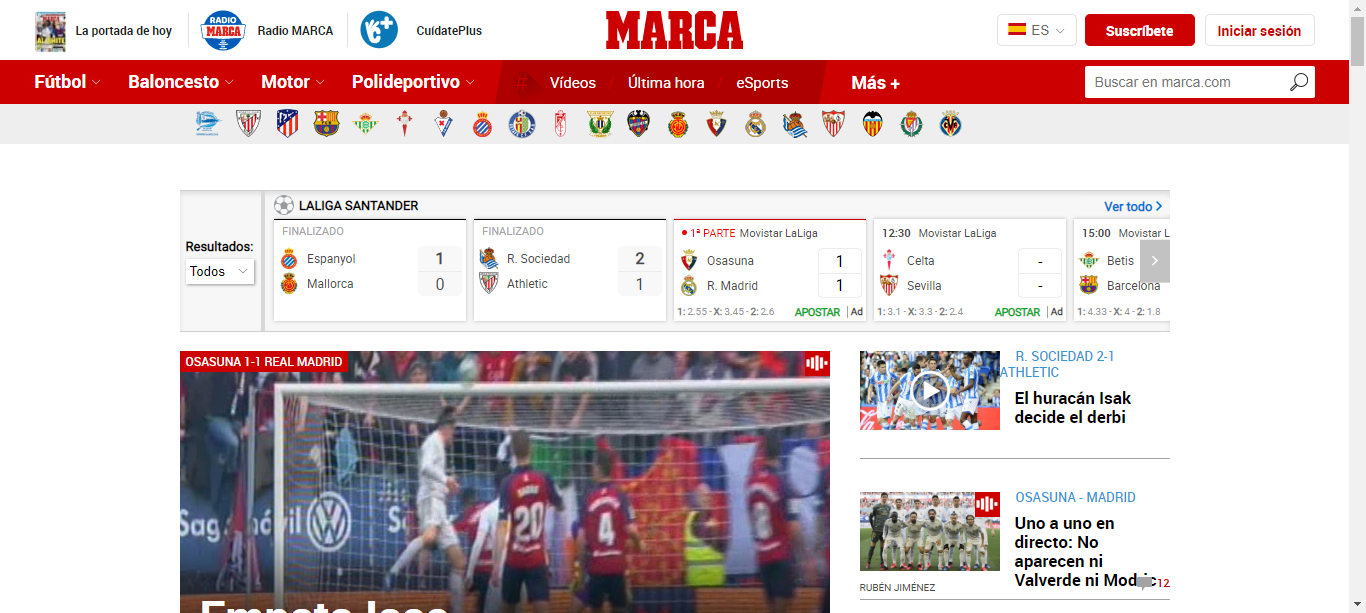 La portada de hoy
RADIO MARCA
Radio MARCA
CuídatePlus
MARCA
ES
Suscríbete
Iniciar sesión
Fútbol
Baloncesto
Motor
Polideportivo
#
Vídeos
Última hora
eSports
Más +
Buscar en marca.com
Resultados:
Todos
LALIGA SANTANDER
Ver todo
FINALIZADO
Espanyol 1
Mallorca 0
FINALIZADO
R. Sociedad 2
Athletic 1
1ª PARTE Movistar LaLiga
Osasuna 1
R. Madrid 1
1: 2.55 - X: 3.45 - 2: 2.6 APOSTAR Ad
12:30 Movistar LaLiga
Celta -
Sevilla -
1: 3.1 - X: 3.3 - 2: 2.4 APOSTAR Ad
15:00 Movistar L
Betis
Barcelona
1: 4.33 - X: 4 - 2: 1.8
OSASUNA 1-1 REAL MADRID
20
4
8
R. SOCIEDAD 2-1
ATHLETIC
El huracán Isak
decide el derbi
OSASUNA - MADRID
Uno a uno en
directo: No
aparecen ni
Valverde ni Modric
12
RUBÉN JIMÉNEZ